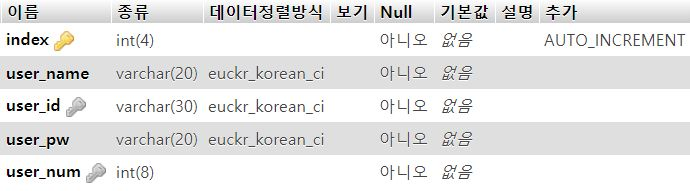 이름 종류 데이터정렬방식 보기 Null 기본값 설명 추가
index int(4) 아니오 없음 AUTO_INCREMENT
user_name varchar(20) euckr_korean_ci 아니오 없음
user_id varchar(30) euckr_korean_ci 아니오 없음
user_pw varchar(20) euckr_korean_ci 아니오 없음
user_num int(8) 아니오 없음